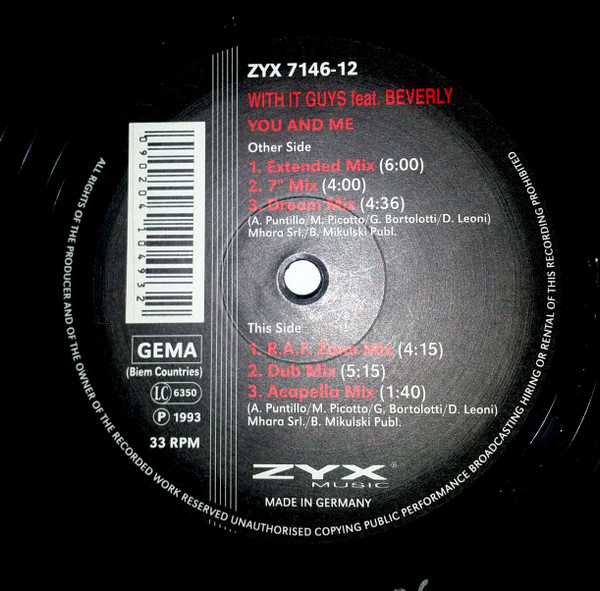 ZYX 7146-12
WITH IT GUYS feat. BEVERLY
YOU AND ME
Other Side
1. Extended Mix (6:00)
2. 7" Mix (4:00)
3. Dream Mix (4:36)
(A. Puntillo/M. Picotto/G. Bortolotti/D. Leoni)
Mhara Srl./B. Mikulski Publ.
This Side
1. R.A.F. Zone Mix (4:15)
2. Dub Mix (5:15)
3. Acapella Mix (1:40)
(A. Puntillo/M. Picotto/G. Bortolotti/D. Leoni)
Mhara Srl./B. Mikulski Publ.
090204 104932
GEMA
(Biem Countries)
LC 6350
P 1993
33 RPM
ZYX®
MUSIC
MADE IN GERMANY
ALL RIGHTS OF THE PRODUCER AND OF THE OWNER OF THE RECORDED WORK RESERVED UNAUTHORISED COPYING PUBLIC PERFORMANCE BROADCASTING HIRING OR RENTAL OF THIS RECORDING PROHIBITED